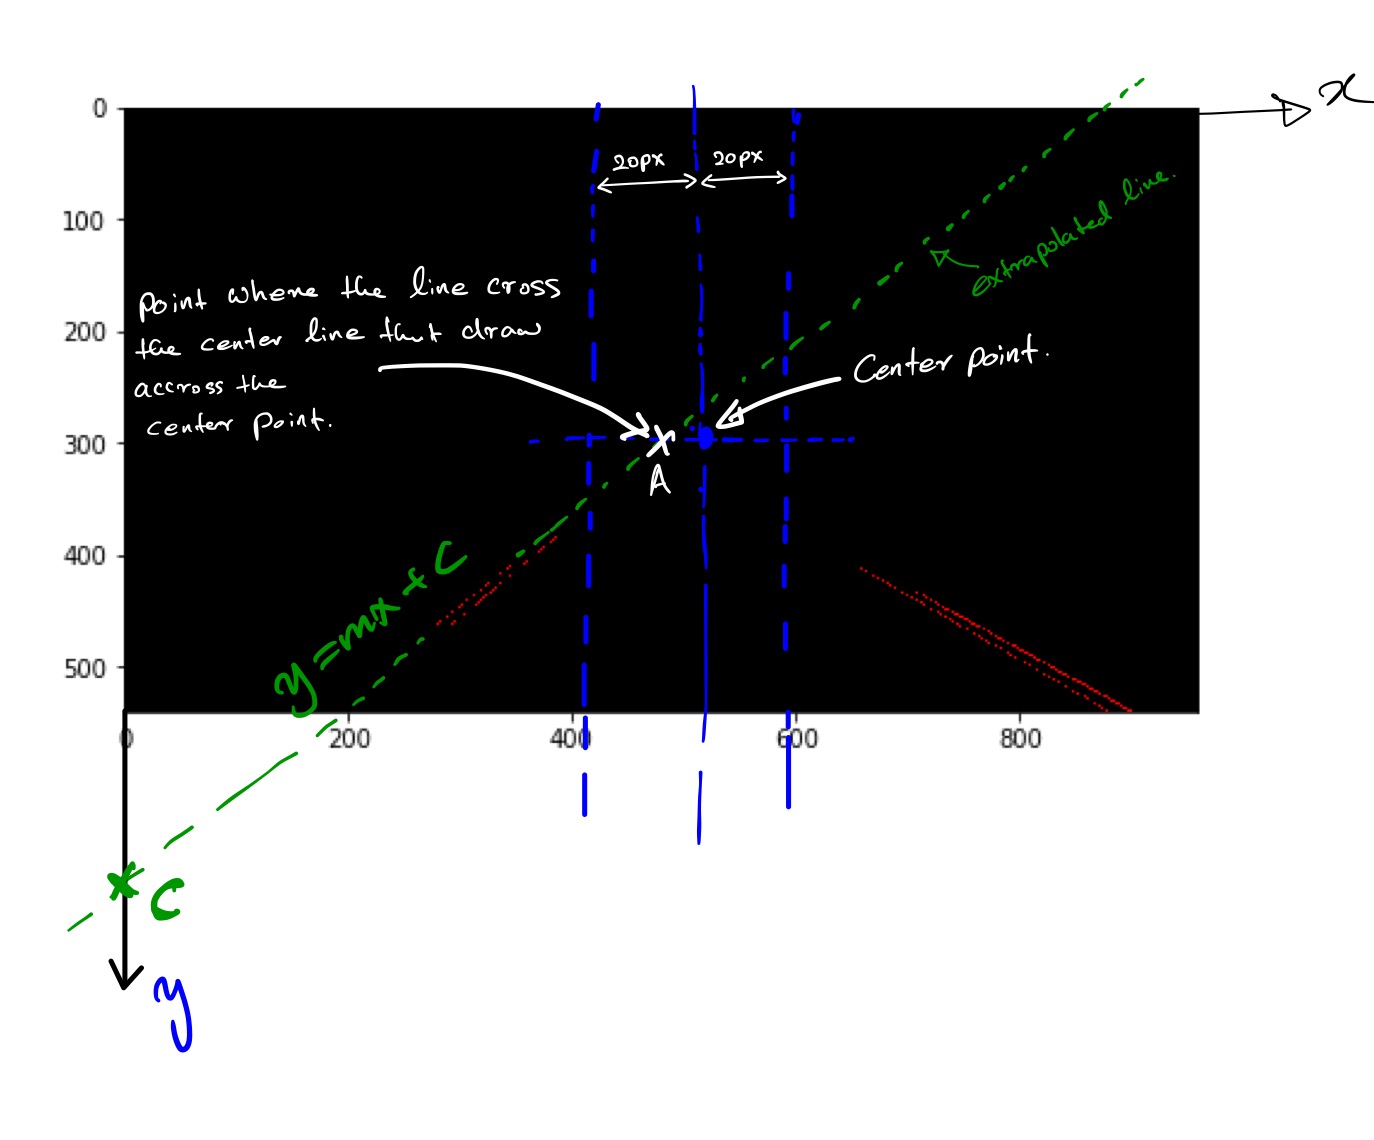 x
0
20px 20px
100
extrapolated line.
Point where the line cross
the center line that draw
accross the
center point.
200
Center point.
300
A
400
y=mx+c
500
0 200 400 600 800
C
y